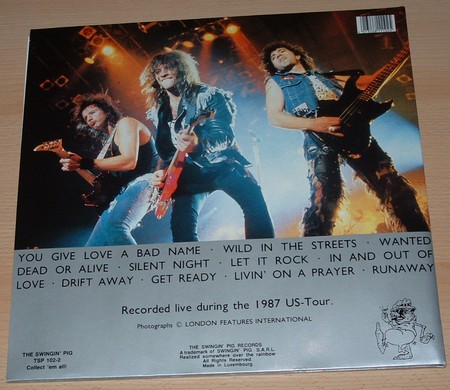 YOU GIVE LOVE A BAD NAME · WILD IN THE STREETS · WANTED
DEAD OR ALIVE · SILENT NIGHT · LET IT ROCK · IN AND OUT OF
LOVE · DRIFT AWAY · GET READY · LIVIN' ON A PRAYER · RUNAWAY
Recorded live during the 1987 US-Tour.
Photographs © LONDON FEATURES INTERNATIONAL
THE SWINGIN' PIG
TSP 102-2
Collect 'em all!
THE SWINGIN' PIG RECORDS
A trademark of SWINGIN' PIG S.A.R.L.
Realized somewhere over the rainbow
All Rights Reserved.
Made in Luxembourg.